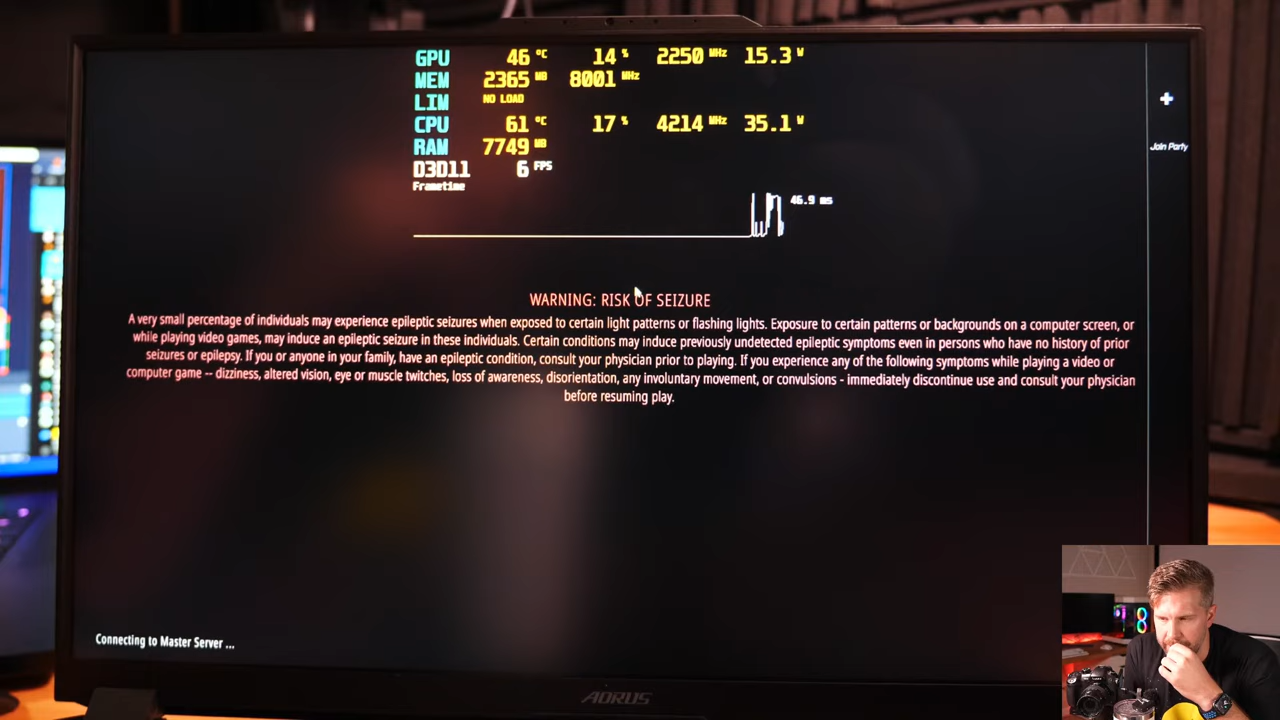 GPU 46 °C 14 % 2250 MHz 15.3 W
MEM 2365 MB 8001 MHz
LIM NO LOAD
CPU 61 °C 17 % 4214 MHz 35.1 W
RAM 7749 MB
D3D11 6 FPS
Frametime
46.9 ms
Join Party
WARNING: RISK OF SEIZURE
A very small percentage of individuals may experience epileptic seizures when exposed to certain light patterns or flashing lights. Exposure to certain patterns or backgrounds on a computer screen, or
while playing video games, may induce an epileptic seizure in these individuals. Certain conditions may induce previously undetected epileptic symptoms even in persons who have no history of prior
seizures or epilepsy. If you or anyone in your family, have an epileptic condition, consult your physician prior to playing. If you experience any of the following symptoms while playing a video or
computer game -- dizziness, altered vision, eye or muscle twitches, loss of awareness, disorientation, any involuntary movement, or convulsions - immediately discontinue use and consult your physician
before resuming play.
Connecting to Master Server ...
AORUS